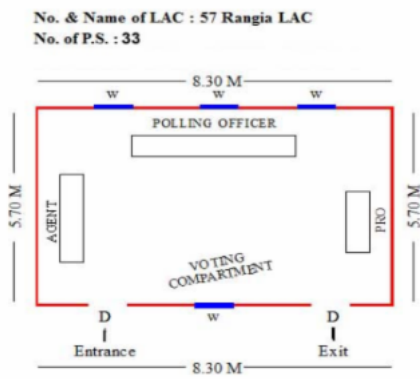 No. & Name of LAC : 57 Rangia LAC
No. of P.S. : 33
8.30 M
W W W
POLLING OFFICER
5.70 M
AGENT
PRO
5.70 M
VOTING
COMPARTMENT
D W D
Entrance Exit
8.30 M